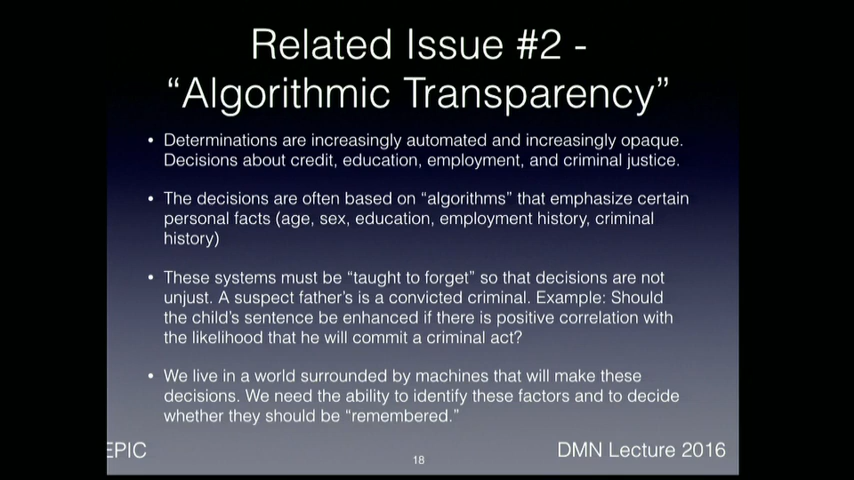 Related Issue #2 -
“Algorithmic Transparency”
• Determinations are increasingly automated and increasingly opaque.
Decisions about credit, education, employment, and criminal justice.
• The decisions are often based on “algorithms” that emphasize certain
personal facts (age, sex, education, employment history, criminal
history)
• These systems must be “taught to forget” so that decisions are not
unjust. A suspect father’s is a convicted criminal. Example: Should
the child’s sentence be enhanced if there is positive correlation with
the likelihood that he will commit a criminal act?
• We live in a world surrounded by machines that will make these
decisions. We need the ability to identify these factors and to decide
whether they should be “remembered.”
EPIC
18
DMN Lecture 2016